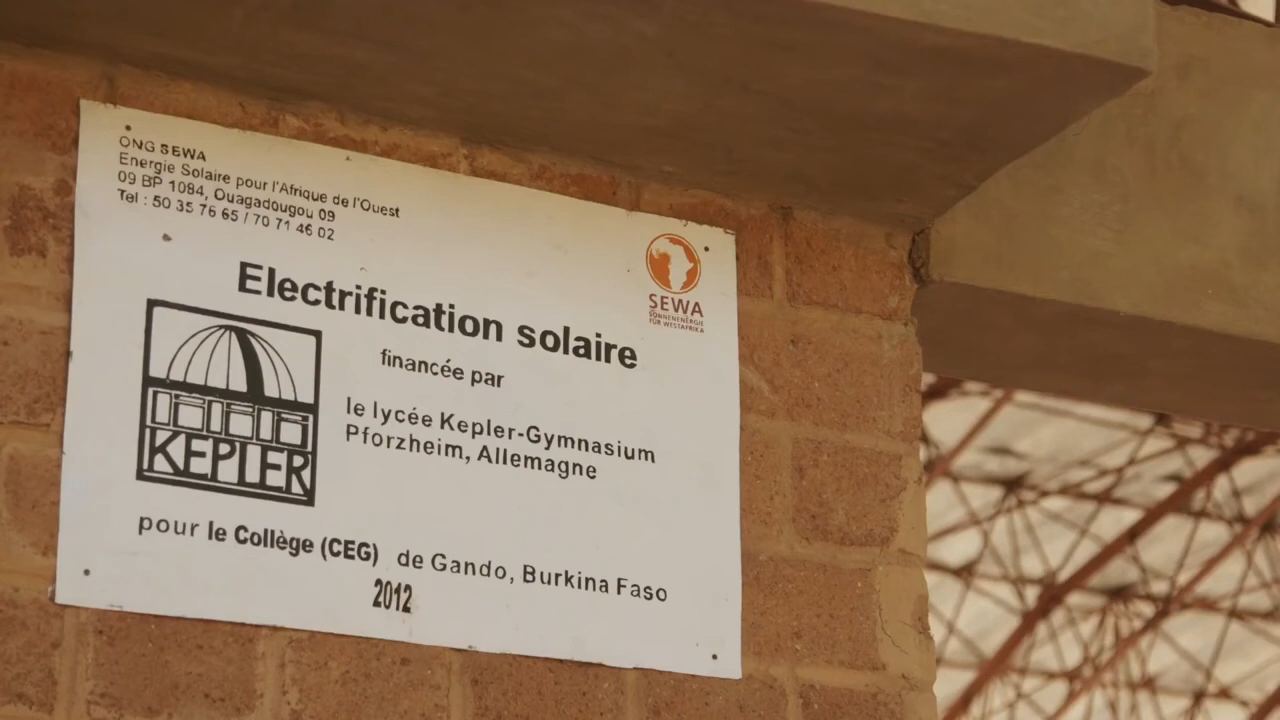 ONG SEWA
Energie Solaire pour l'Afrique de l'Ouest
09 BP 1084, Ouagadougou 09
Tel : 50 35 76 65 / 70 71 46 02
SEWA
SONNENENERGIE
FÜR WESTAFRIKA
Electrification solaire
financée par
le lycée Kepler-Gymnasium
Pforzheim, Allemagne
KEPLER
pour le Collège (CEG) de Gando, Burkina Faso
2012